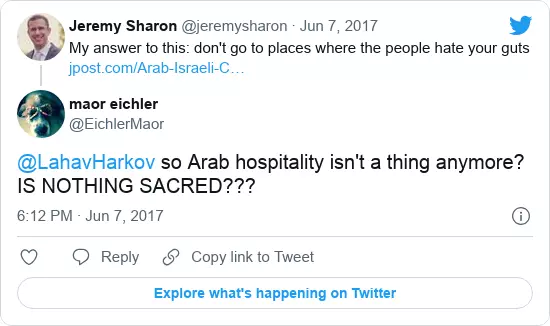 Jeremy Sharon @jeremysharon · Jun 7, 2017
My answer to this: don't go to places where the people hate your guts
jpost.com/Arab-Israeli-C…
maor eichler
@EichlerMaor
@LahavHarkov so Arab hospitality isn't a thing anymore?
IS NOTHING SACRED???
6:12 PM · Jun 7, 2017
Reply Copy link to Tweet
Explore what's happening on Twitter